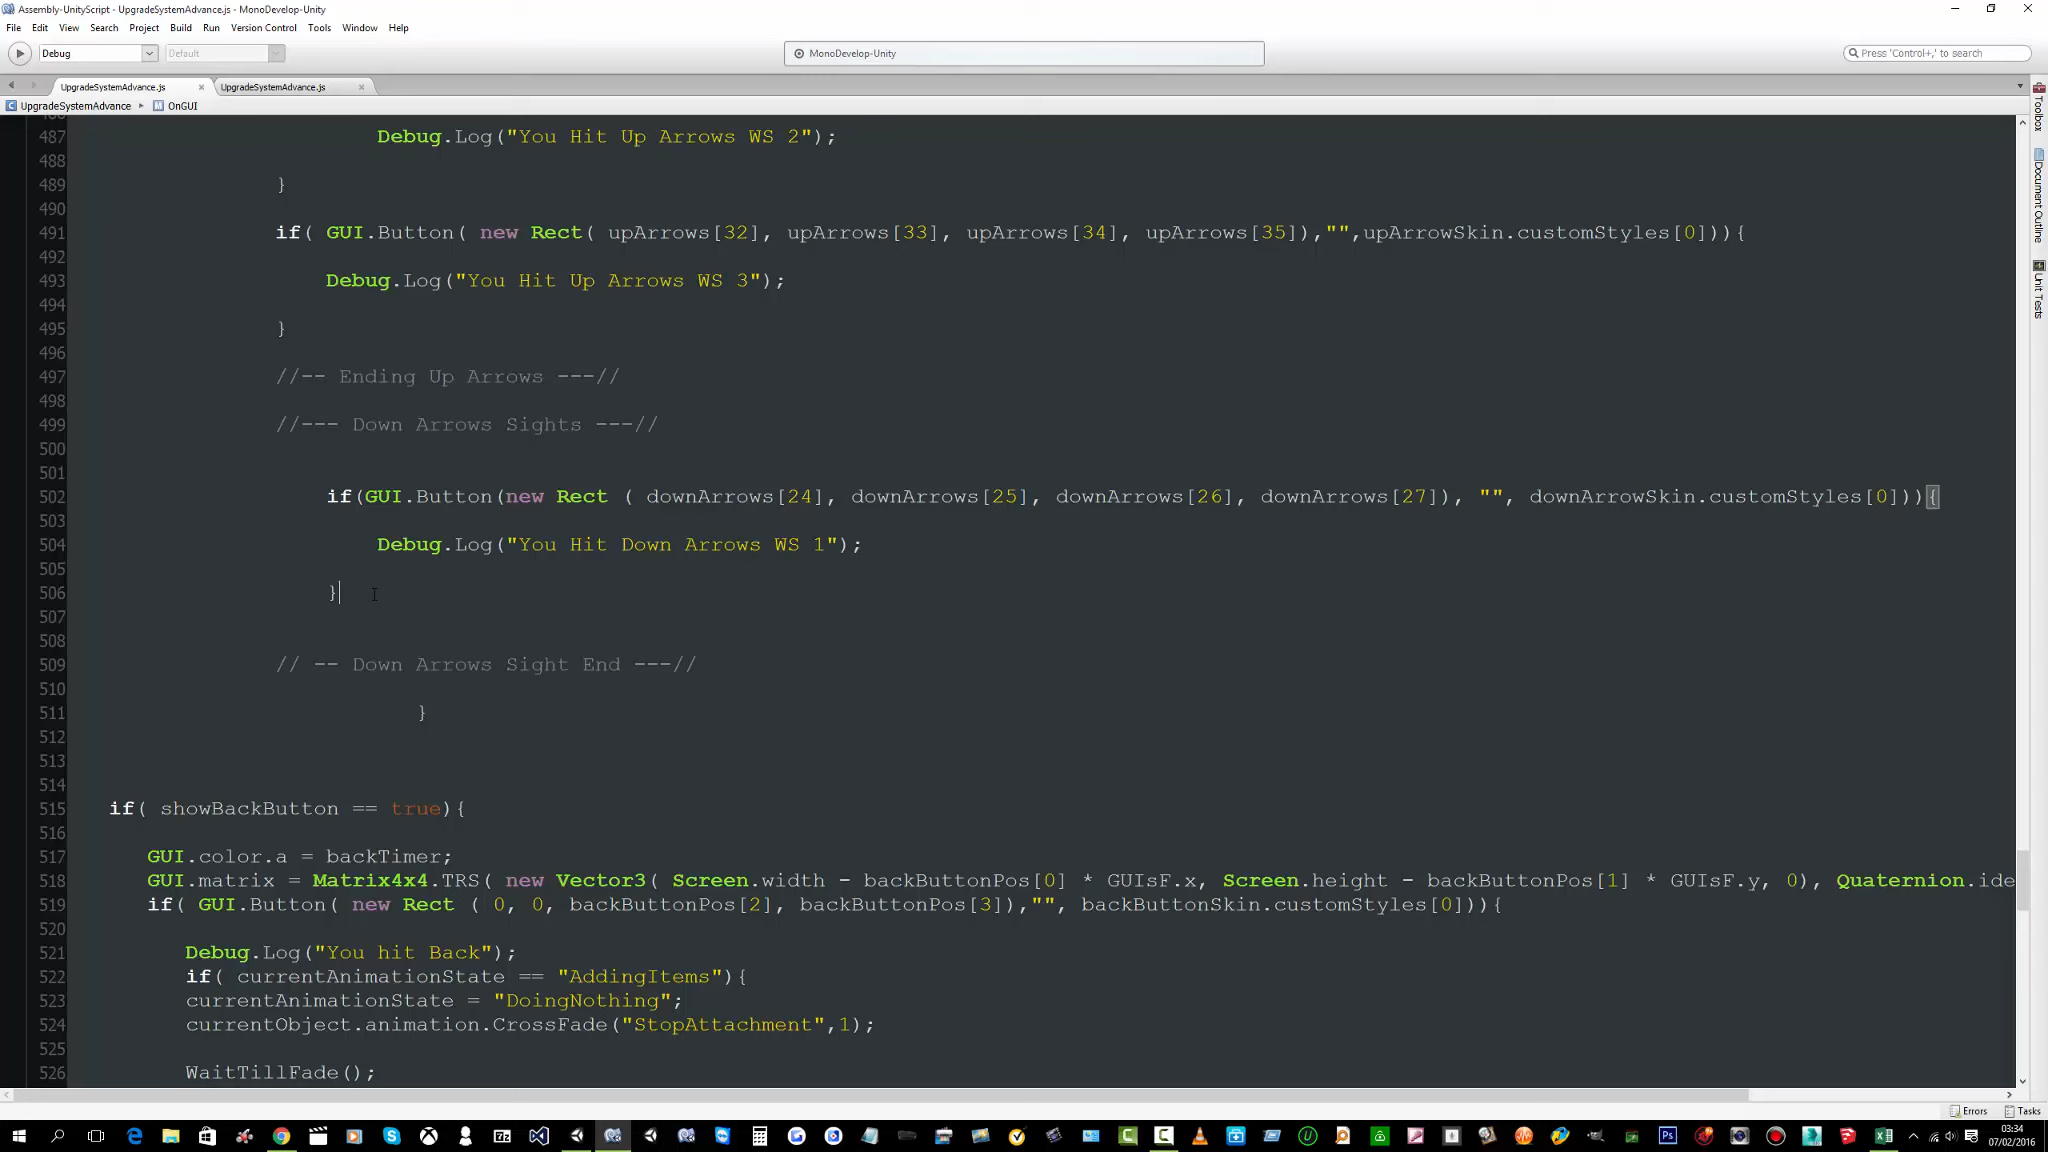 Assembly-UnityScript - UpgradeSystemAdvance.js - MonoDevelop-Unity
File Edit View Search Project Build Run Version Control Tools Window Help
Debug Default MonoDevelop-Unity Press 'Control+,' to search
UpgradeSystemAdvance.js × UpgradeSystemAdvance.js ×
UpgradeSystemAdvance ▸ OnGUI
486
487 Debug.Log("You Hit Up Arrows WS 2");
488
489 }
490
491 if( GUI.Button( new Rect( upArrows[32], upArrows[33], upArrows[34], upArrows[35]),"",upArrowSkin.customStyles[0])){
492
493 Debug.Log("You Hit Up Arrows WS 3");
494
495 }
496
497 //-- Ending Up Arrows ---//
498
499 //--- Down Arrows Sights ---//
500
501
502 if(GUI.Button(new Rect ( downArrows[24], downArrows[25], downArrows[26], downArrows[27]), "", downArrowSkin.customStyles[0])){
503
504 Debug.Log("You Hit Down Arrows WS 1");
505
506 }
507
508
509 // -- Down Arrows Sight End ---//
510
511 }
512
513
514
515 if( showBackButton == true){
516
517 GUI.color.a = backTimer;
518 GUI.matrix = Matrix4x4.TRS( new Vector3( Screen.width - backButtonPos[0] * GUIsF.x, Screen.height - backButtonPos[1] * GUIsF.y, 0), Quaternion.ide
519 if( GUI.Button( new Rect ( 0, 0, backButtonPos[2], backButtonPos[3]),"", backButtonSkin.customStyles[0])){
520
521 Debug.Log("You hit Back");
522 if( currentAnimationState == "AddingItems"){
523 currentAnimationState = "DoingNothing";
524 currentObject.animation.CrossFade("StopAttachment",1);
525
526 WaitTillFade();
Toolbox
Document Outline
Unit Tests
Errors Tasks
03:34
07/02/2016